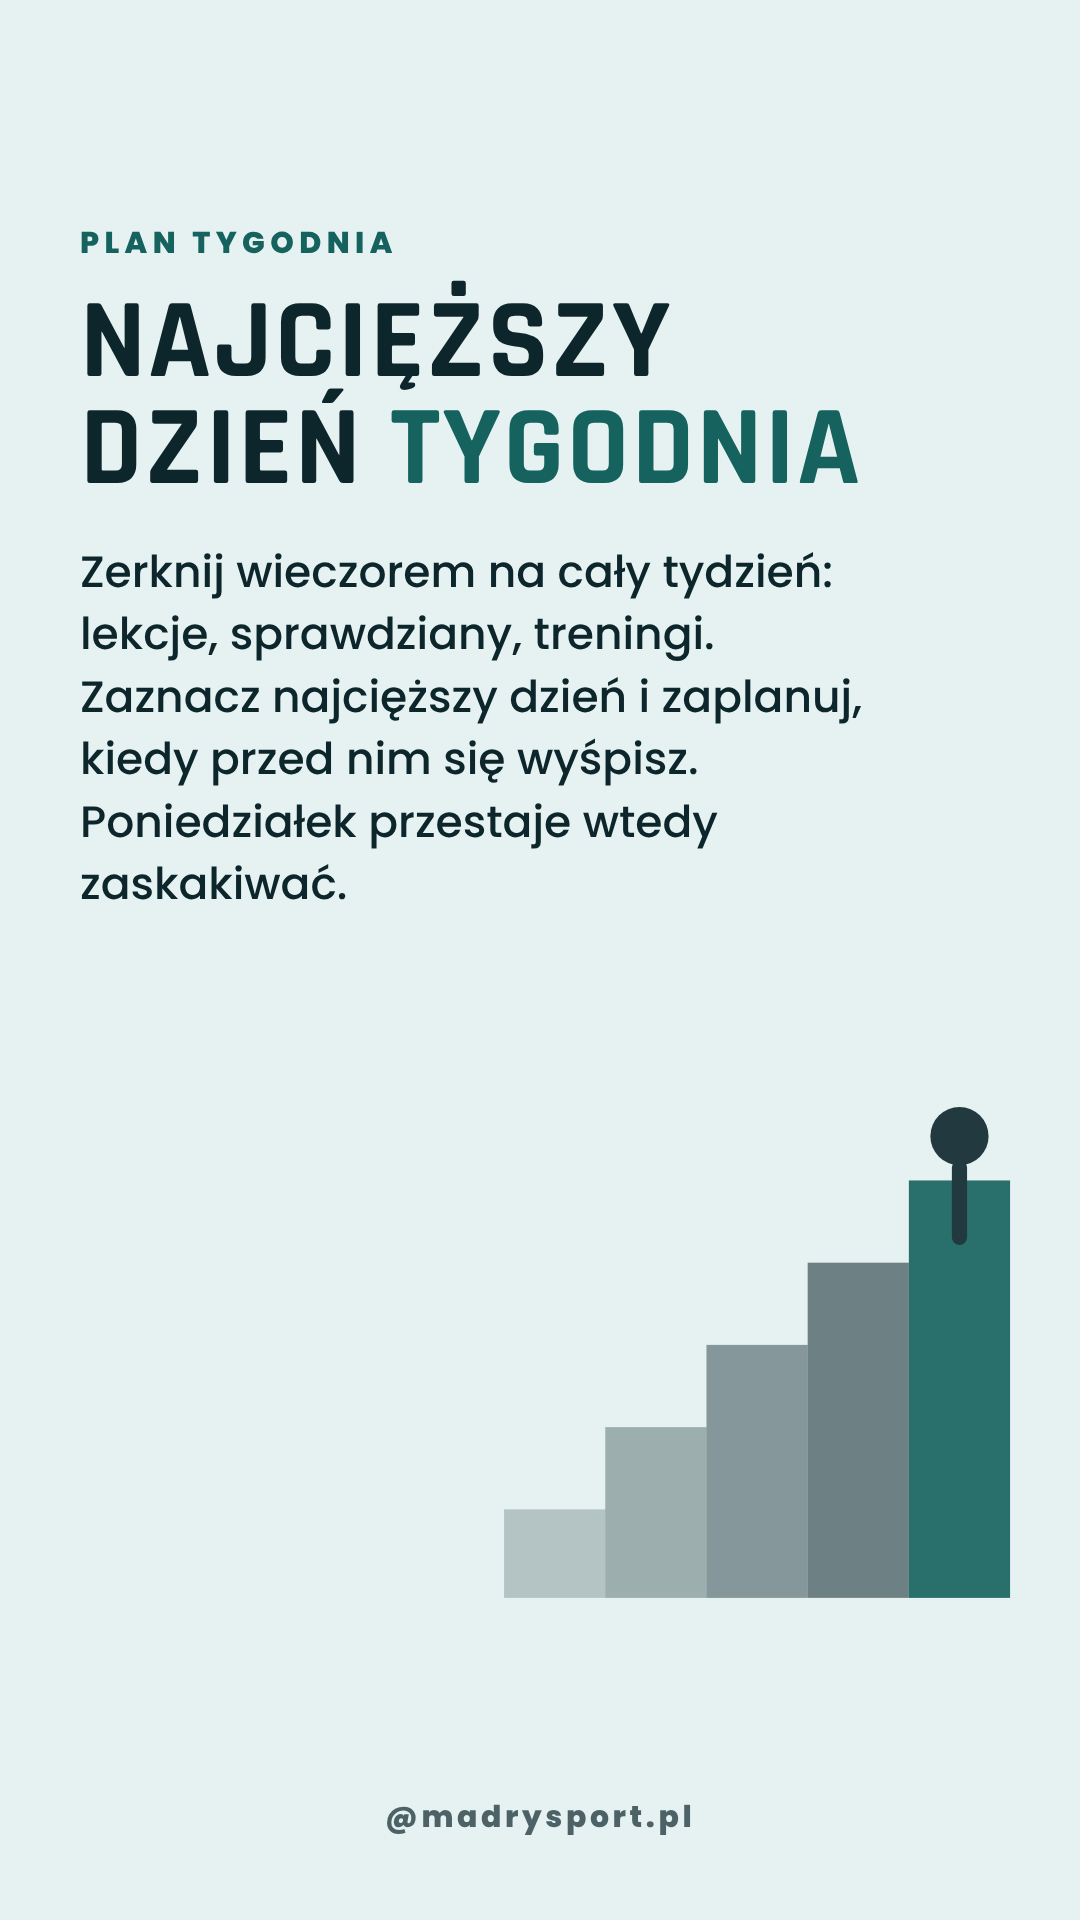 PLAN TYGODNIA
NAJCIĘŻSZY
DZIEŃ TYGODNIA
Zerknij wieczorem na cały tydzień:
lekcje, sprawdziany, treningi.
Zaznacz najcięższy dzień i zaplanuj,
kiedy przed nim się wyśpisz.
Poniedziałek przestaje wtedy
zaskakiwać.
@madrysport.pl